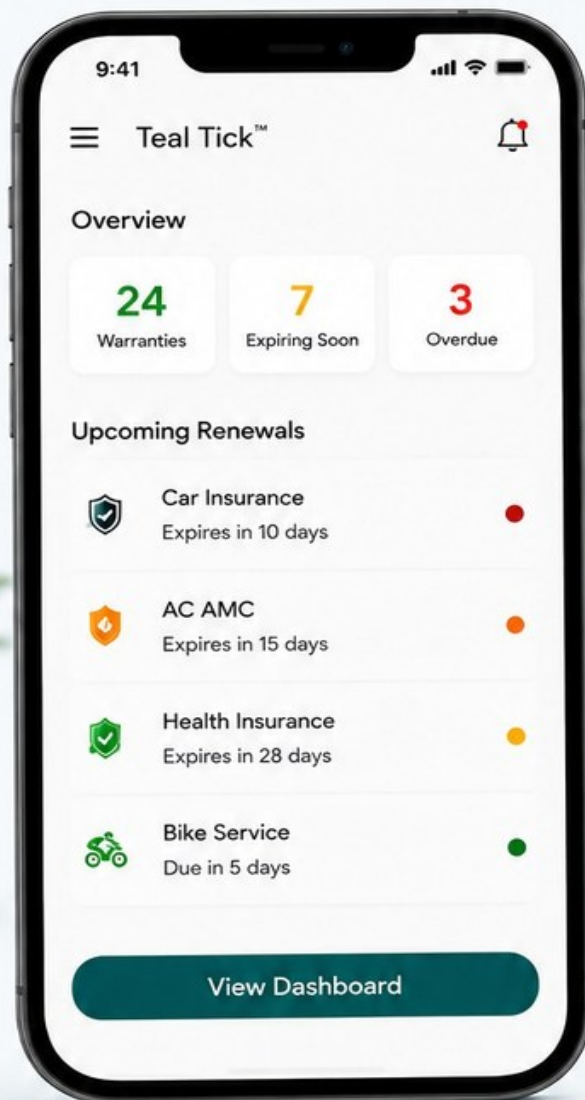 9:41
Teal Tick™
Overview
24
Warranties
7
Expiring Soon
3
Overdue
Upcoming Renewals
Car Insurance
Expires in 10 days
AC AMC
Expires in 15 days
Health Insurance
Expires in 28 days
Bike Service
Due in 5 days
View Dashboard